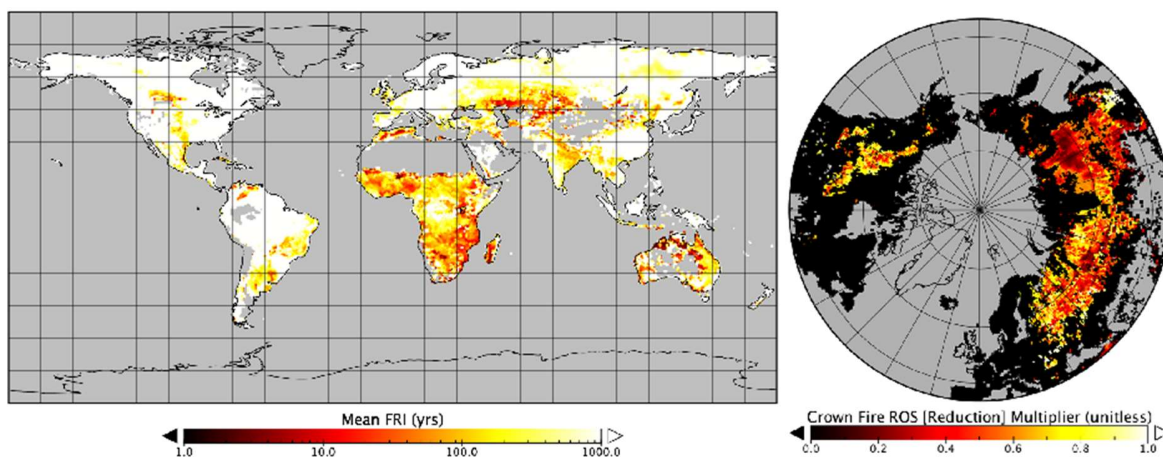 Mean FRI (yrs)
1.0 10.0 100.0 1000.0
Crown Fire ROS [Reduction] Multiplier (unitless)
0.0 0.2 0.4 0.6 0.8 1.0